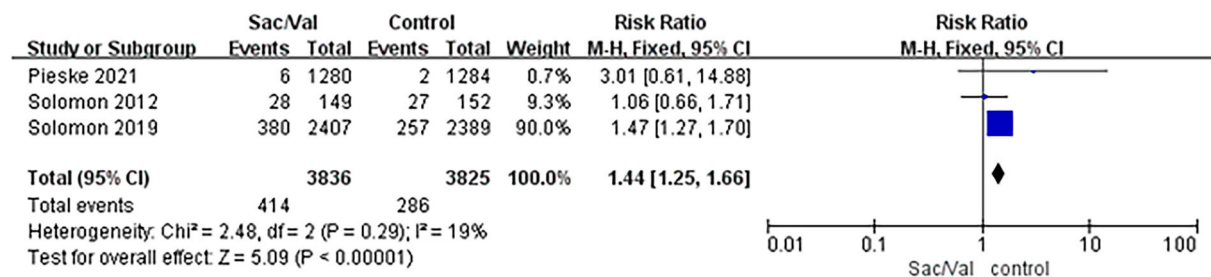 Sac/Val Control Risk Ratio Risk Ratio
Study or Subgroup Events Total Events Total Weight M-H, Fixed, 95% CI M-H, Fixed, 95% CI
Pieske 2021 6 1280 2 1284 0.7% 3.01 [0.61, 14.88]
Solomon 2012 28 149 27 152 9.3% 1.06 [0.66, 1.71]
Solomon 2019 380 2407 257 2389 90.0% 1.47 [1.27, 1.70]
Total (95% CI) 3836 3825 100.0% 1.44 [1.25, 1.66]
Total events 414 286
Heterogeneity: Chi² = 2.48, df = 2 (P = 0.29); I² = 19%
Test for overall effect: Z = 5.09 (P < 0.00001)
0.01 0.1 1 10 100
Sac/Val control